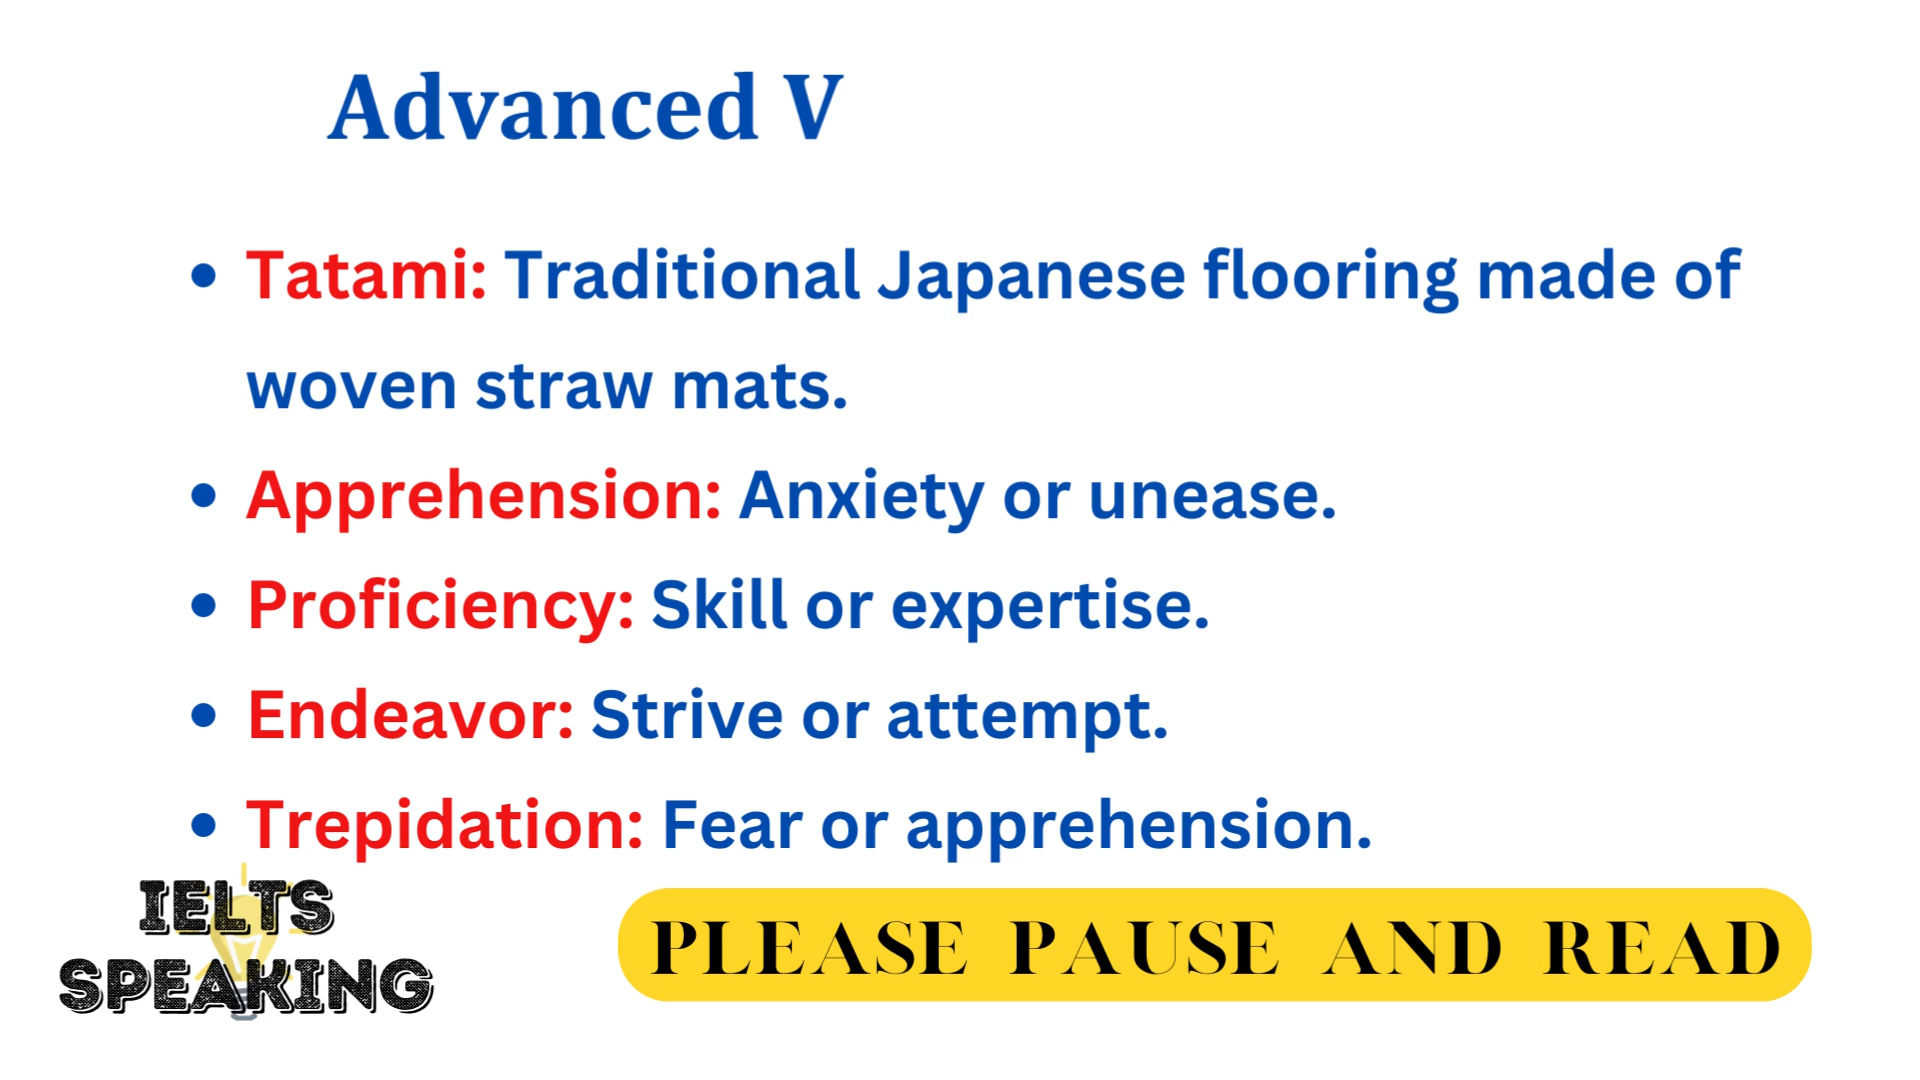 Advanced V
• Tatami: Traditional Japanese flooring made of
woven straw mats.
• Apprehension: Anxiety or unease.
• Proficiency: Skill or expertise.
• Endeavor: Strive or attempt.
• Trepidation: Fear or apprehension.
IELTS
SPEAKING
PLEASE PAUSE AND READ